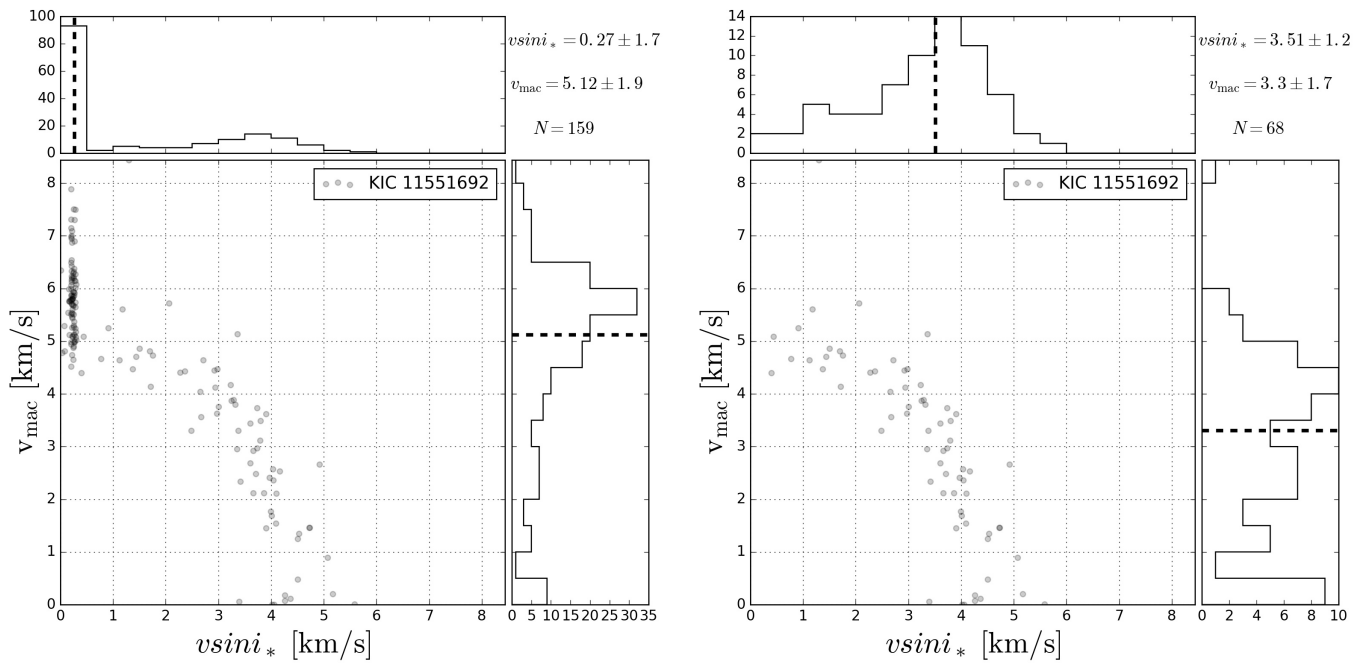 100
80
60
40
20
0
vsini* = 0.27 ± 1.7
v_mac = 5.12 ± 1.9
N = 159
KIC 11551692
8
7
6
5
4
3
2
1
0
v_mac [km/s]
0 1 2 3 4 5 6 7 8
0 5 10 15 20 25 30 35
vsini* [km/s]
14
12
10
8
6
4
2
0
vsini* = 3.51 ± 1.2
v_mac = 3.3 ± 1.7
N = 68
KIC 11551692
8
7
6
5
4
3
2
1
0
v_mac [km/s]
0 1 2 3 4 5 6 7 8
0 2 4 6 8 10
vsini* [km/s]